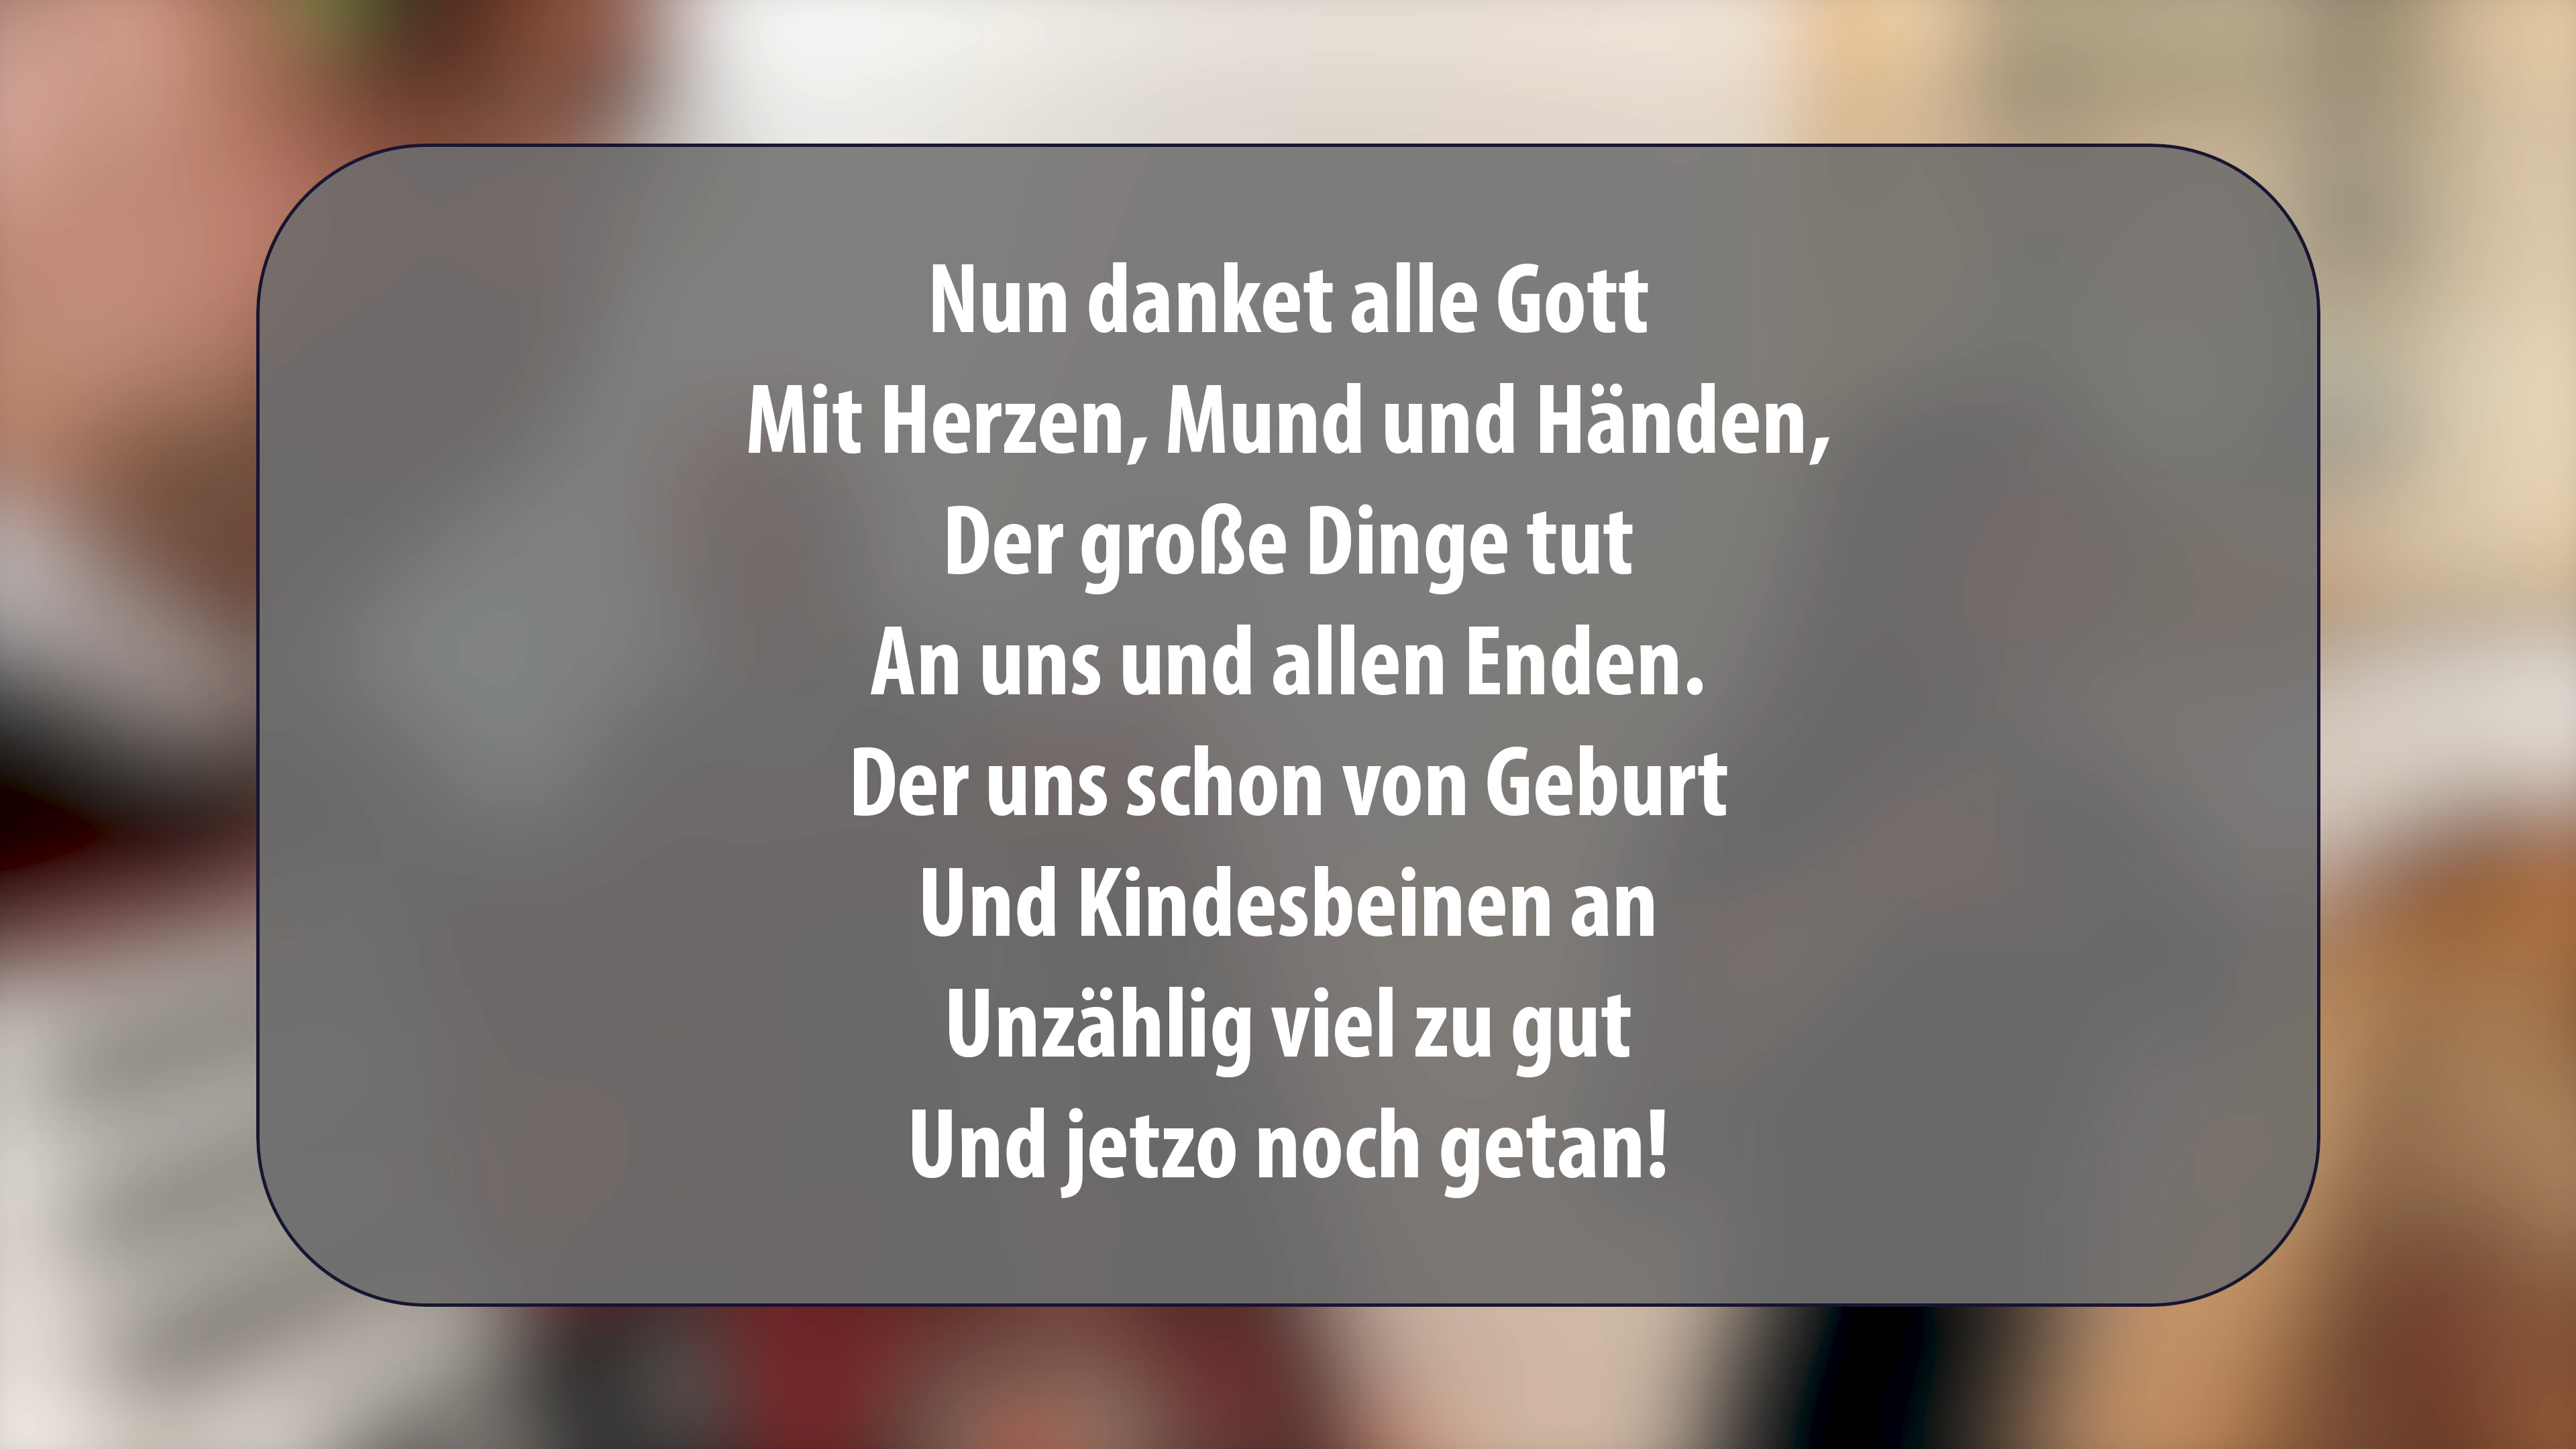 Nun danket alle Gott
Mit Herzen, Mund und Händen,
Der große Dinge tut
An uns und allen Enden.
Der uns schon von Geburt
Und Kindesbeinen an
Unzählig viel zu gut
Und jetzo noch getan!